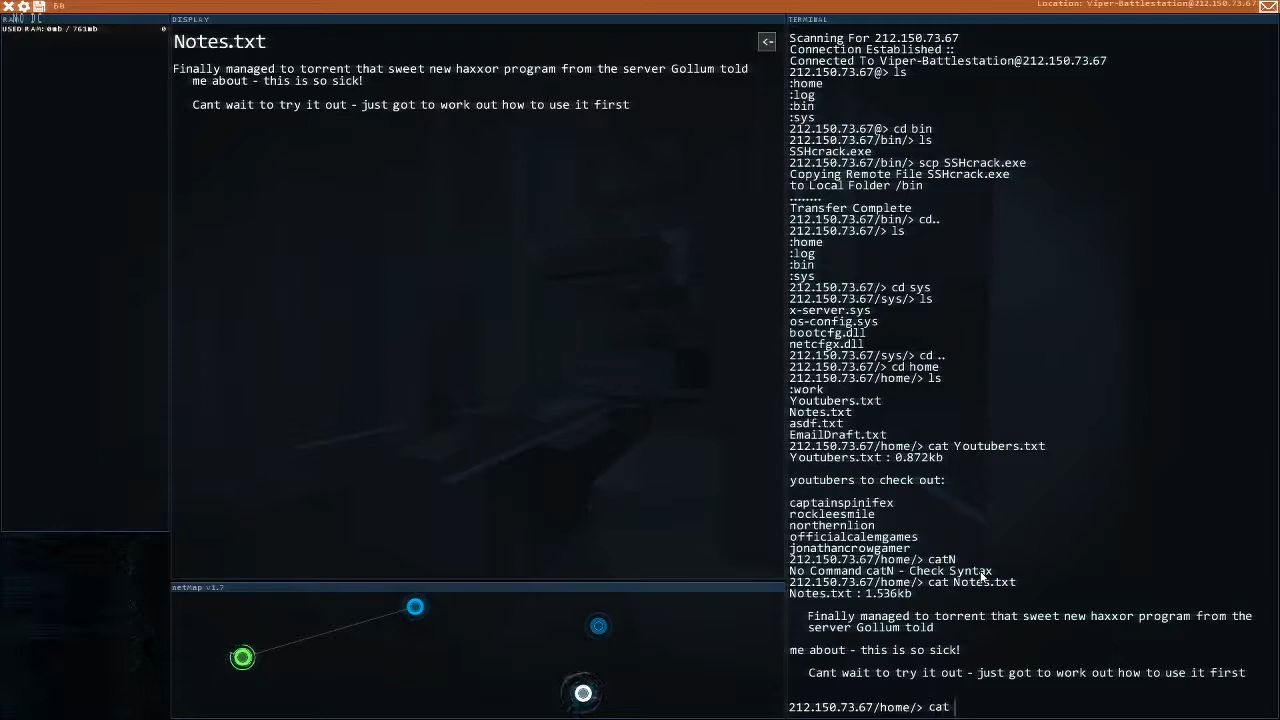 Location: Viper-Battlestation@212.150.73.67
USED RAM: 0mb / 761mb 0
DISPLAY
Notes.txt
<-
Finally managed to torrent that sweet new haxxor program from the server Gollum told
me about - this is so sick!
Cant wait to try it out - just got to work out how to use it first
netMap v1.7
TERMINAL
Scanning For 212.150.73.67
Connection Established ::
Connected To Viper-Battlestation@212.150.73.67
212.150.73.67@> ls
:home
:log
:bin
:sys
212.150.73.67@> cd bin
212.150.73.67/bin/> ls
SSHcrack.exe
212.150.73.67/bin/> scp SSHcrack.exe
Copying Remote File SSHcrack.exe
to Local Folder /bin
........
Transfer Complete
212.150.73.67/bin/> cd..
212.150.73.67/> ls
:home
:log
:bin
:sys
212.150.73.67/> cd sys
212.150.73.67/sys/> ls
x-server.sys
os-config.sys
bootcfg.dll
netcfgx.dll
212.150.73.67/sys/> cd ..
212.150.73.67/> cd home
212.150.73.67/home/> ls
:work
Youtubers.txt
Notes.txt
asdf.txt
EmailDraft.txt
212.150.73.67/home/> cat Youtubers.txt
Youtubers.txt : 0.872kb
youtubers to check out:
captainspinifex
rockleesmile
northernlion
officialcalemgames
jonathancrowgamer
212.150.73.67/home/> catN
No Command catN - Check Syntax
212.150.73.67/home/> cat Notes.txt
Notes.txt : 1.536kb
Finally managed to torrent that sweet new haxxor program from the
server Gollum told
me about - this is so sick!
Cant wait to try it out - just got to work out how to use it first
212.150.73.67/home/> cat